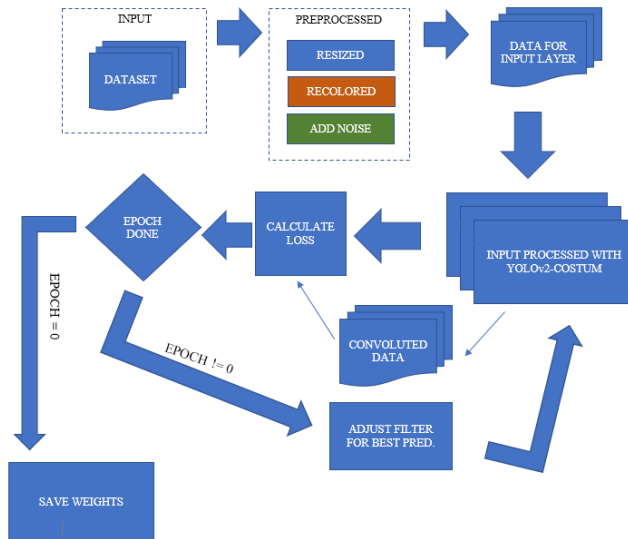 INPUT
DATASET
PREPROCESSED
RESIZED
RECOLORED
ADD NOISE
DATA FOR
INPUT LAYER
INPUT PROCESSED WITH
YOLOv2-COSTUM
CALCULATE
LOSS
EPOCH
DONE
CONVOLUTED
DATA
EPOCH = 0
EPOCH != 0
ADJUST FILTER
FOR BEST PRED.
SAVE WEIGHTS